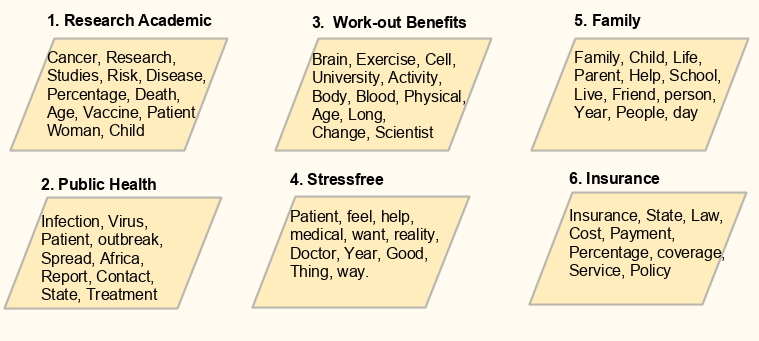 1. Research Academic
Cancer, Research,
Studies, Risk, Disease,
Percentage, Death,
Age, Vaccine, Patient
Woman, Child
2. Public Health
Infection, Virus,
Patient, outbreak,
Spread, Africa,
Report, Contact,
State, Treatment
3. Work-out Benefits
Brain, Exercise, Cell,
University, Activity,
Body, Blood, Physical,
Age, Long,
Change, Scientist
4. Stressfree
Patient, feel, help,
medical, want, reality,
Doctor, Year, Good,
Thing, way.
5. Family
Family, Child, Life,
Parent, Help, School,
Live, Friend, person,
Year, People, day
6. Insurance
Insurance, State, Law,
Cost, Payment,
Percentage, coverage,
Service, Policy